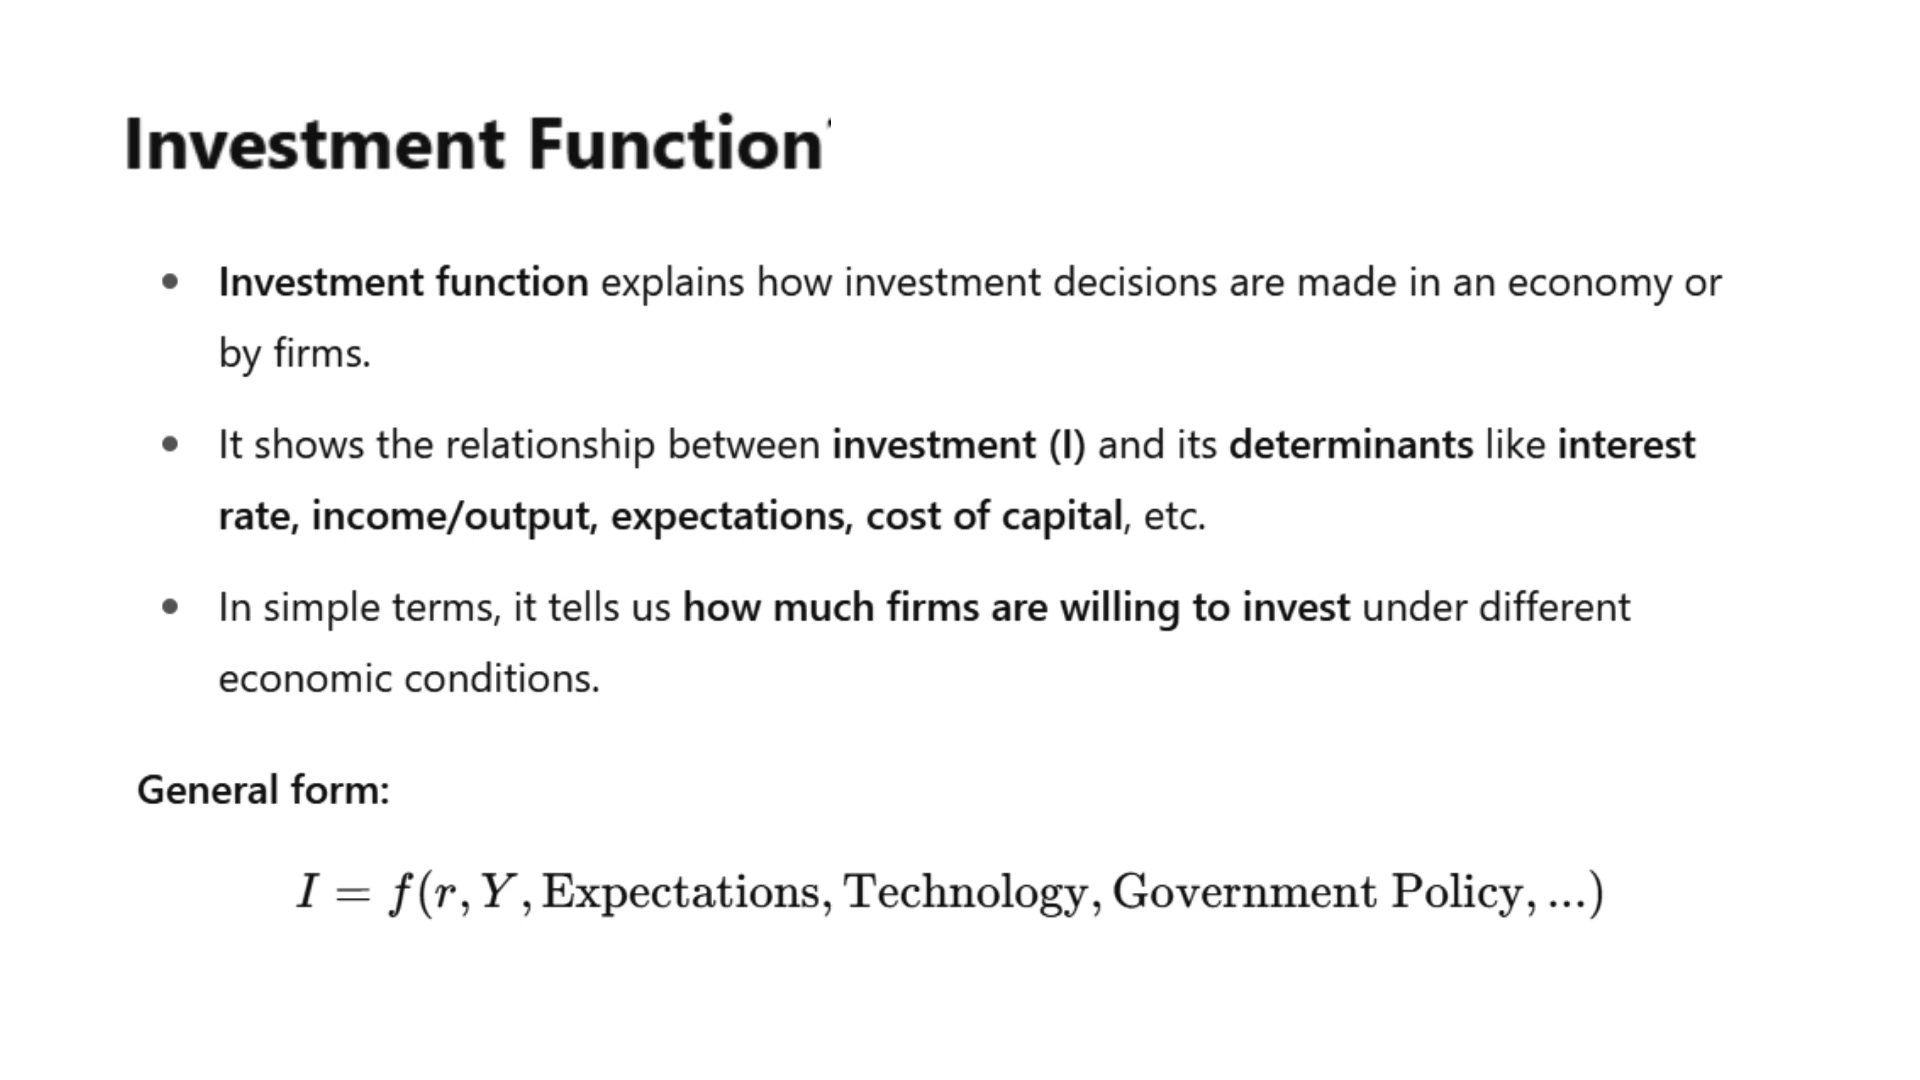 Investment Function
• Investment function explains how investment decisions are made in an economy or
by firms.
• It shows the relationship between investment (I) and its determinants like interest
rate, income/output, expectations, cost of capital, etc.
• In simple terms, it tells us how much firms are willing to invest under different
economic conditions.
General form:
I = f(r, Y, Expectations, Technology, Government Policy, ...)